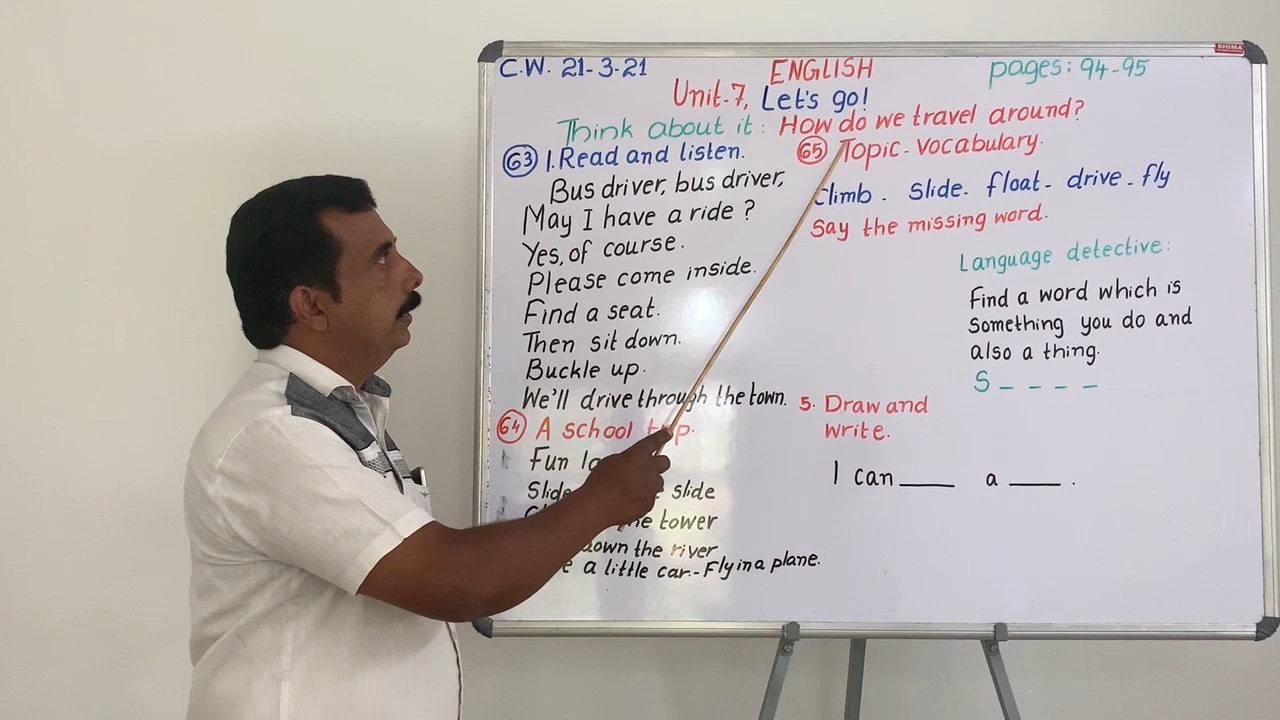 SIGMA
C.W. 21-3-21
ENGLISH
pages: 94-95
Unit-7, Let's go!
Think about it: How do we travel around?
63 1. Read and listen.
Bus driver, bus driver,
May I have a ride?
Yes, of course.
Please come inside.
Find a seat.
Then sit down.
Buckle up.
We'll drive through the town.
64 A school
Fun
slide
the tower
down the river
a little car.-Fly in a plane.
65 Topic-vocabulary.
Climb. slide. float- drive-fly
Say the missing word.
Language detective:
Find a word which is
something you do and
also a thing.
S _ _ _ _
5. Draw and
write.
I can ____ a ____.